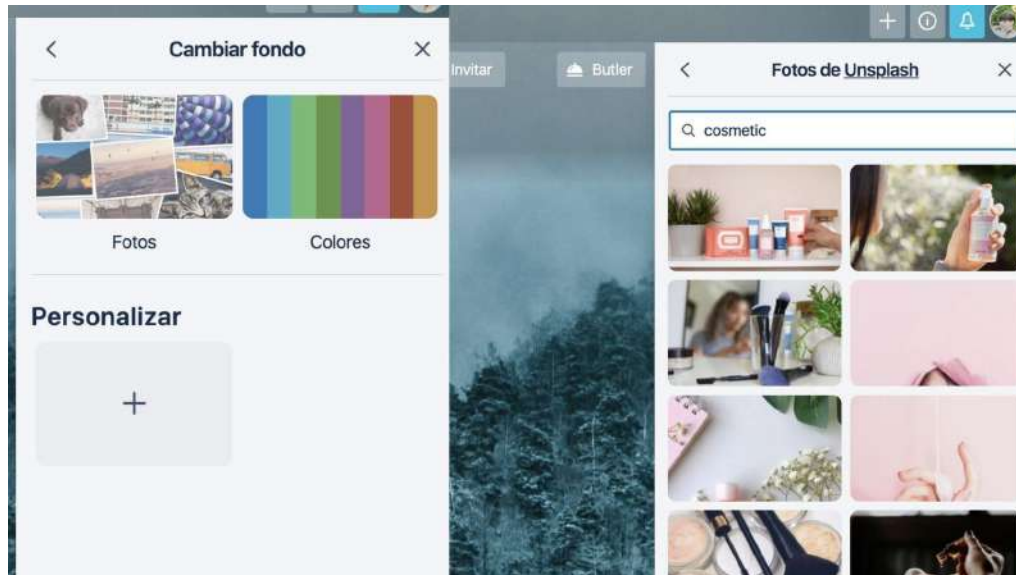 Cambiar fondo
Fotos
Colores
Personalizar
Invitar
Butler
Fotos de Unsplash
cosmetic